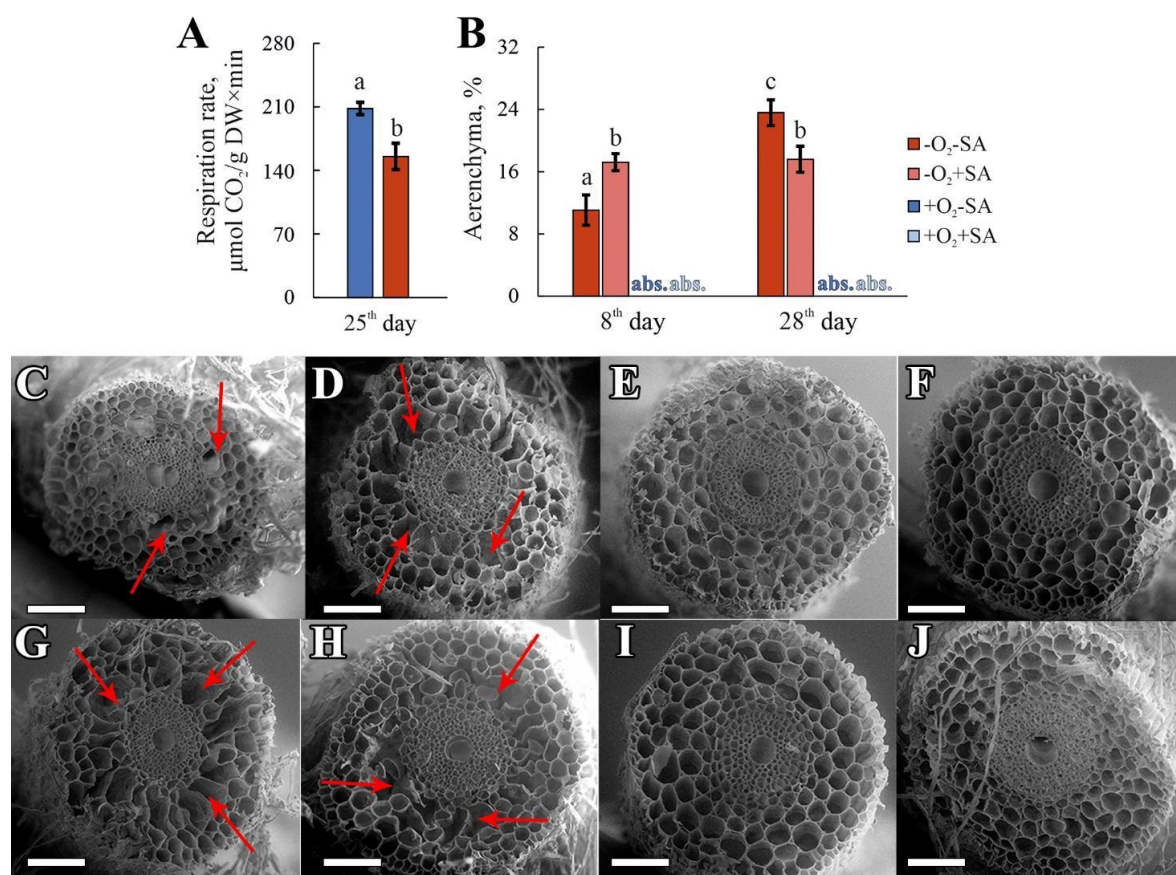 A
Respiration rate,
μmol CO₂/g DW×min
280
210
140
70
0
a
b
25ᵗʰ day
B
Aerenchyma, %
32
24
16
8
0
a
b
abs. abs.
c
b
abs. abs.
8ᵗʰ day
28ᵗʰ day
-O₂-SA
-O₂+SA
+O₂-SA
+O₂+SA
C
D
E
F
G
H
I
J